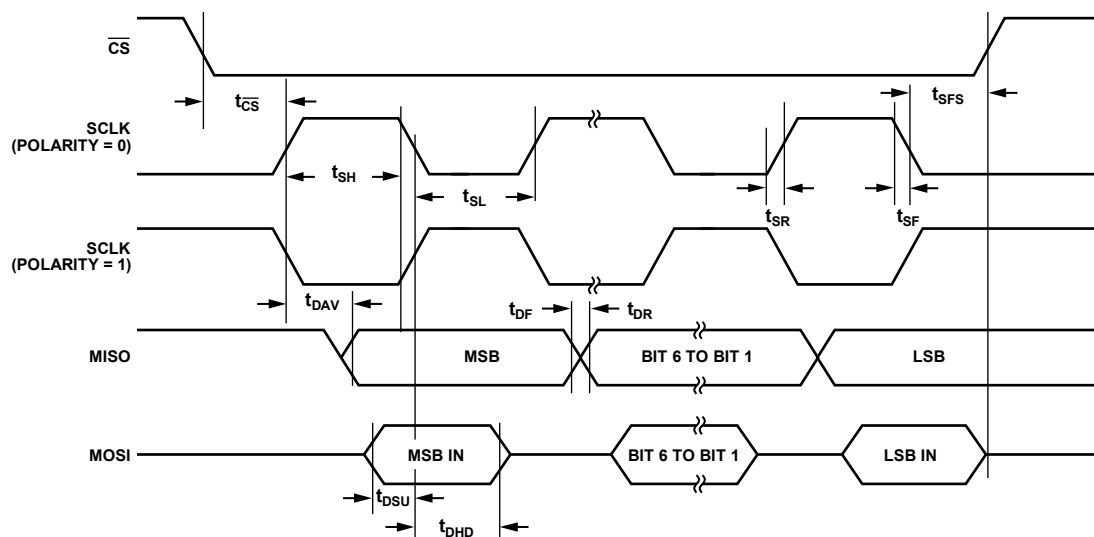 CS
tCS
tSFS
SCLK
(POLARITY = 0)
tSH
tSL
tSR
tSF
SCLK
(POLARITY = 1)
tDAV
tDF
tDR
MISO
MSB
BIT 6 TO BIT 1
LSB
MOSI
MSB IN
BIT 6 TO BIT 1
LSB IN
tDSU
tDHD